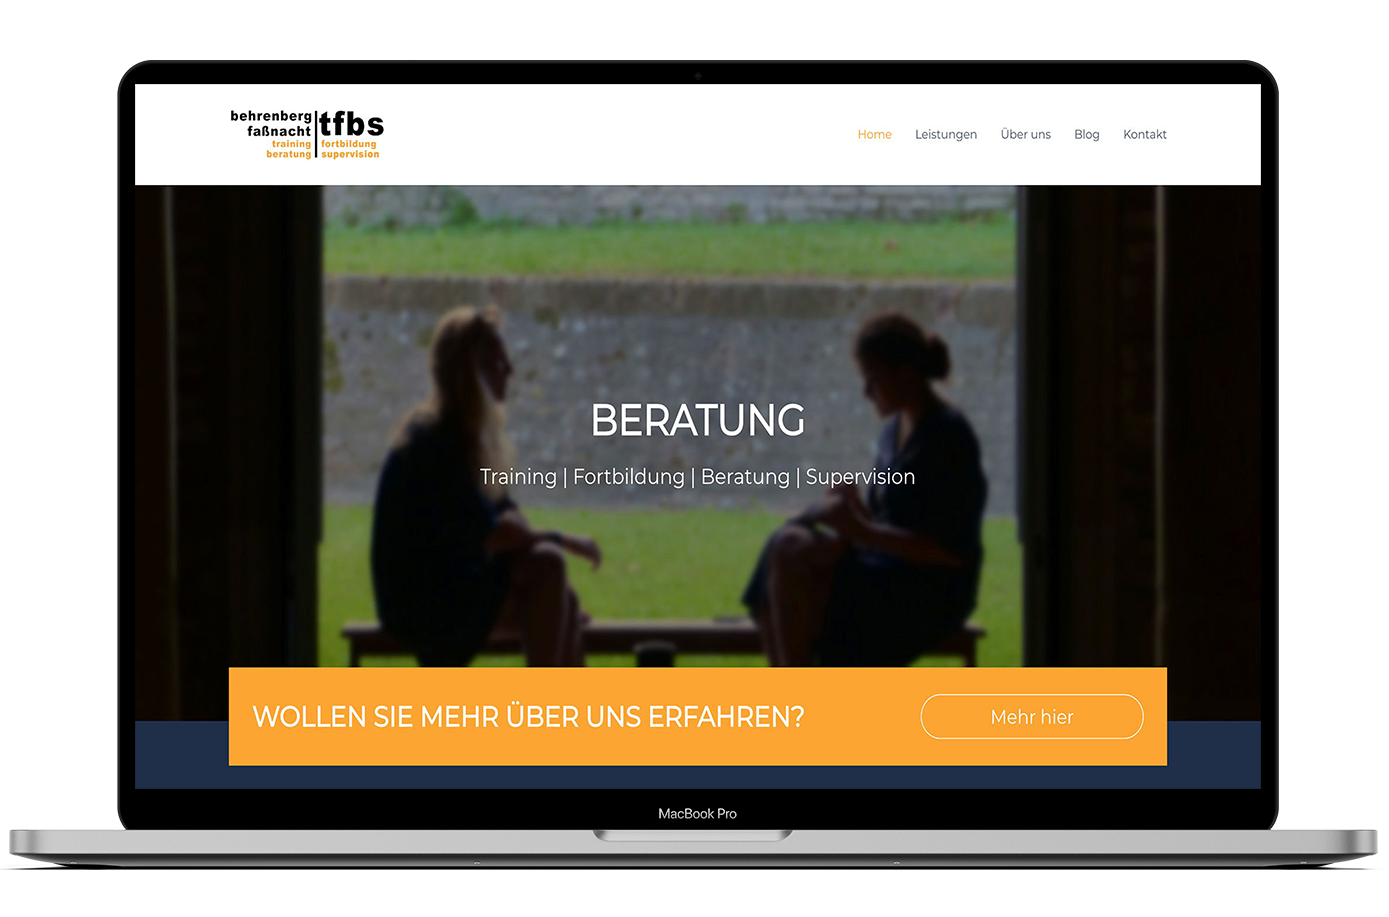 behrenberg
faßnacht
training
beratung
tfbs
fortbildung
supervision
Home Leistungen Über uns Blog Kontakt
BERATUNG
Training | Fortbildung | Beratung | Supervision
WOLLEN SIE MEHR ÜBER UNS ERFAHREN? Mehr hier
MacBook Pro